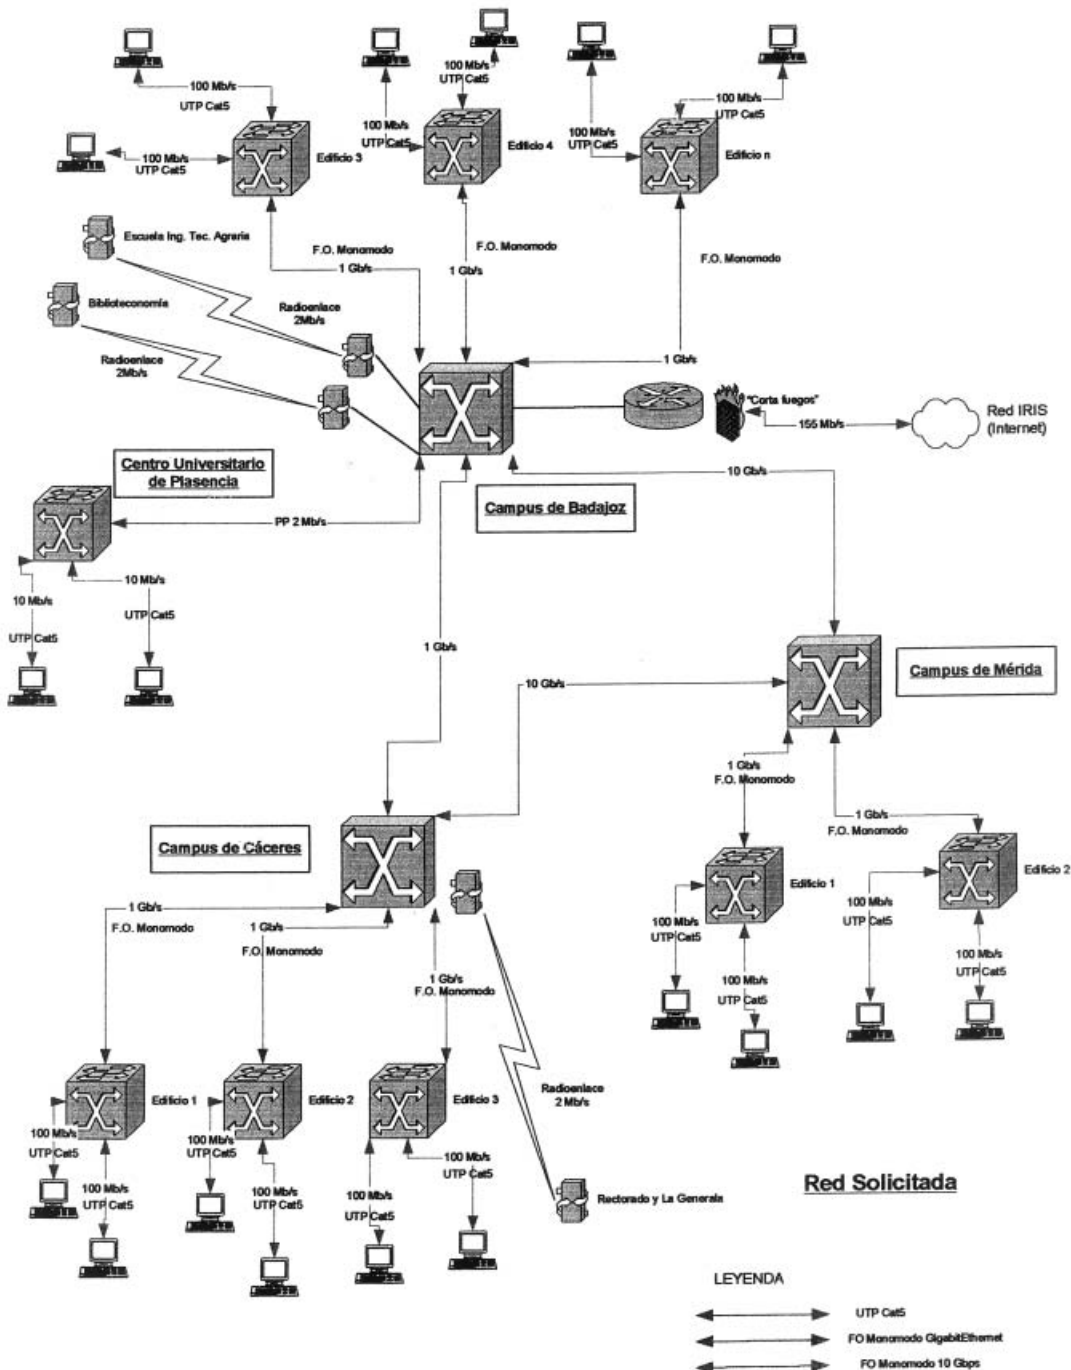 100 Mb/s
UTP Cat5
100 Mb/s
UTP Cat5
Edificio 3
100 Mb/s
UTP Cat5
100 Mb/s
UTP Cat5
Edificio 4
100 Mb/s
UTP Cat5
100 Mb/s
UTP Cat5
Edificio n
Escuela Ing. Tec. Agraria
F.O. Monomodo
1 Gb/s
F.O. Monomodo
1 Gb/s
F.O. Monomodo
1 Gb/s
Biblioteconomía
Radioenlace
2Mb/s
Radioenlace
2Mb/s
"Corta fuegos"
155 Mb/s
Red IRIS
(Internet)
Centro Universitario
de Plasencia
10 Gb/s
Campus de Badajoz
PP 2 Mb/s
10 Mb/s
UTP Cat5
10 Mb/s
UTP Cat5
1 Gb/s
10 Gb/s
Campus de Mérida
1 Gb/s
F.O. Monomodo
1 Gb/s
F.O. Monomodo
Campus de Cáceres
Edificio 1
Edificio 2
100 Mb/s
UTP Cat5
100 Mb/s
UTP Cat5
100 Mb/s
UTP Cat5
100 Mb/s
UTP Cat5
1 Gb/s
F.O. Monomodo
1 Gb/s
F.O. Monomodo
1 Gb/s
F.O. Monomodo
Radioenlace
2 Mb/s
Edificio 1
Edificio 2
Edificio 3
100 Mb/s
UTP Cat5
100 Mb/s
UTP Cat5
100 Mb/s
UTP Cat5
100 Mb/s
UTP Cat5
100 Mb/s
UTP Cat5
100 Mb/s
UTP Cat5
Rectorado y La Generala
Red Solicitada
LEYENDA
UTP Cat5
FO Monomodo GigabitEthernet
FO Monomodo 10 Gbps